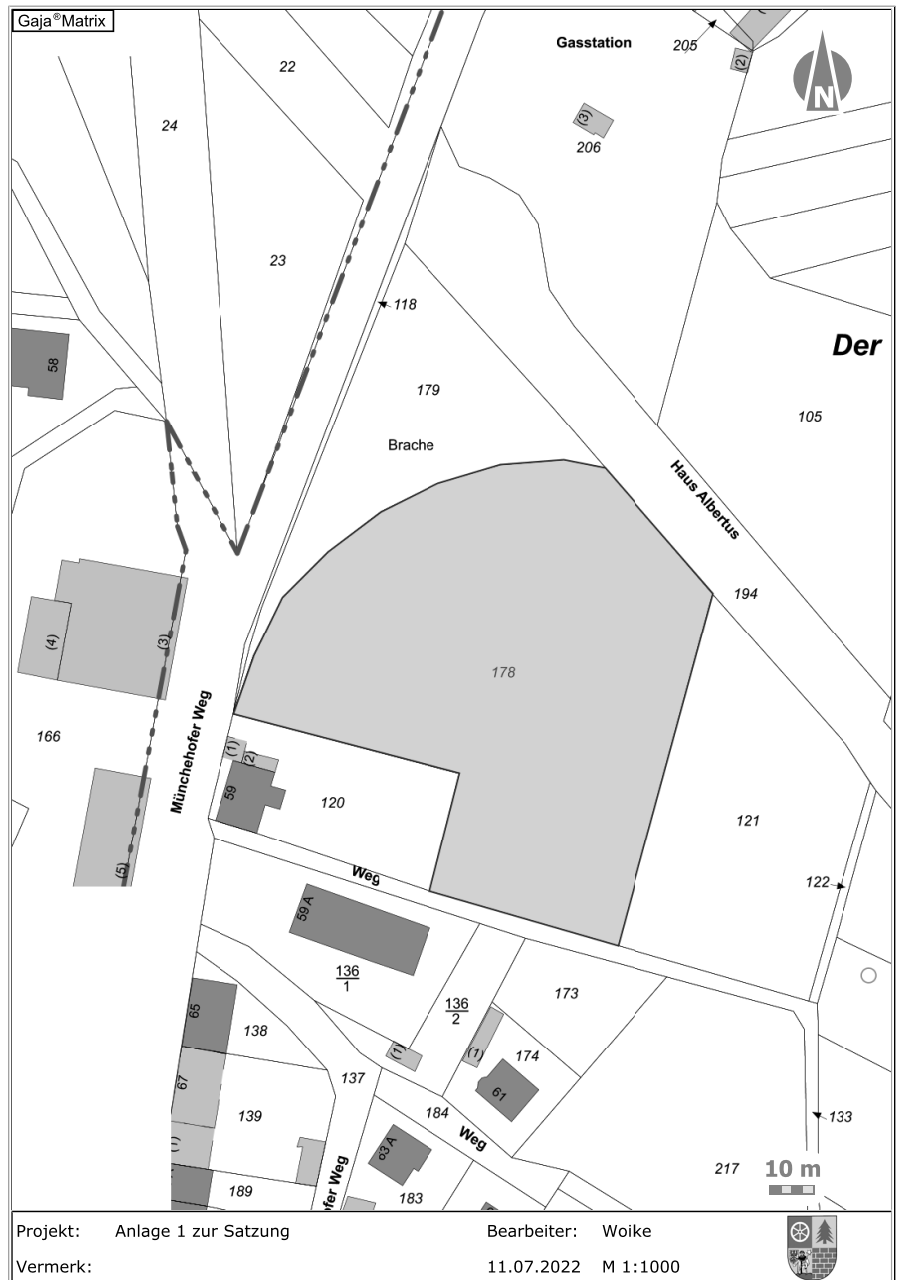 Gaja®Matrix
Gasstation
205
(2)
22
N
24
(3)
206
23
118
Der
58
179
105
Brache
Haus Albertus
194
(4)
(3)
178
Münchehofer Weg
166
(1)
(2)
59
120
121
(5)
Weg
122
59 A
136
1
173
65
136
2
138
(1)
(1)
174
137
67
61
184
139
133
Weg
63 A
ofer Weg
217
10 m
189
183
Projekt: Anlage 1 zur Satzung
Bearbeiter: Woike
Vermerk:
11.07.2022 M 1:1000